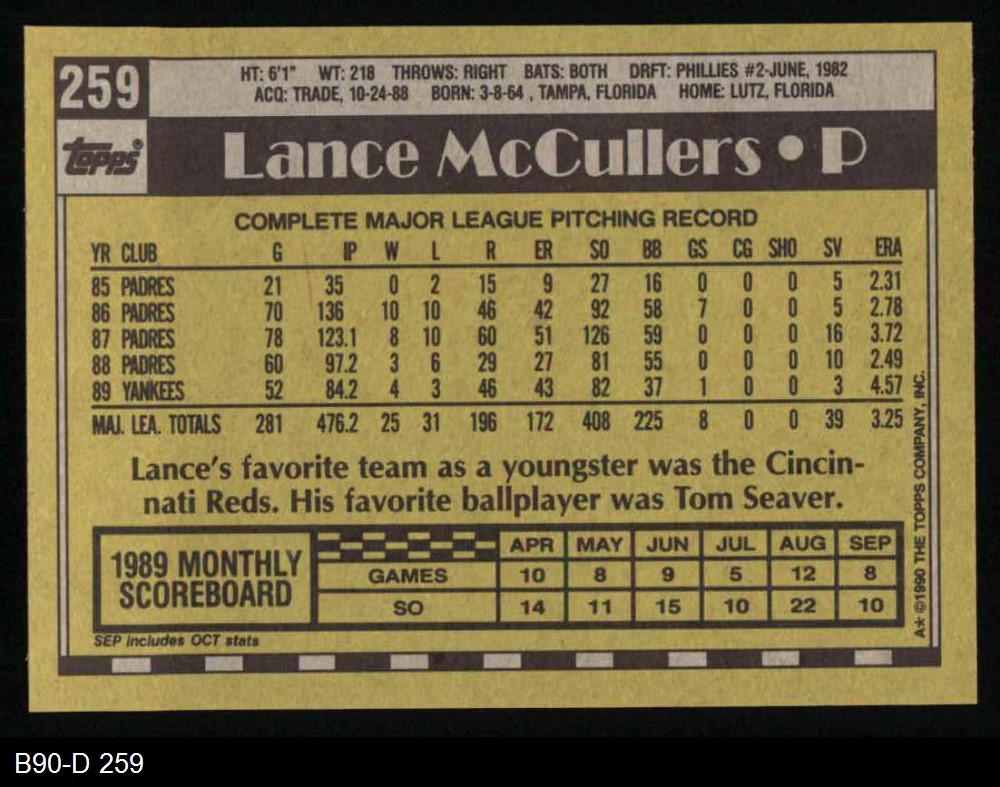 259
HT: 6'1" WT: 218 THROWS: RIGHT BATS: BOTH DRFT: PHILLIES #2-JUNE, 1982
ACQ: TRADE, 10-24-88 BORN: 3-8-64 , TAMPA, FLORIDA HOME: LUTZ, FLORIDA
topps®
Lance McCullers • P
COMPLETE MAJOR LEAGUE PITCHING RECORD
YR CLUB G IP W L R ER SO BB GS CG SHO SV ERA
85 PADRES 21 35 0 2 15 9 27 16 0 0 0 5 2.31
86 PADRES 70 136 10 10 46 42 92 58 7 0 0 5 2.78
87 PADRES 78 123.1 8 10 60 51 126 59 0 0 0 16 3.72
88 PADRES 60 97.2 3 6 29 27 81 55 0 0 0 10 2.49
89 YANKEES 52 84.2 4 3 46 43 82 37 1 0 0 3 4.57
MAJ. LEA. TOTALS 281 476.2 25 31 196 172 408 225 8 0 0 39 3.25
Lance's favorite team as a youngster was the Cincin-
nati Reds. His favorite ballplayer was Tom Seaver.
1989 MONTHLY
SCOREBOARD
APR MAY JUN JUL AUG SEP
GAMES 10 8 9 5 12 8
SO 14 11 15 10 22 10
SEP includes OCT stats
A* ©1990 THE TOPPS COMPANY, INC.
B90-D 259